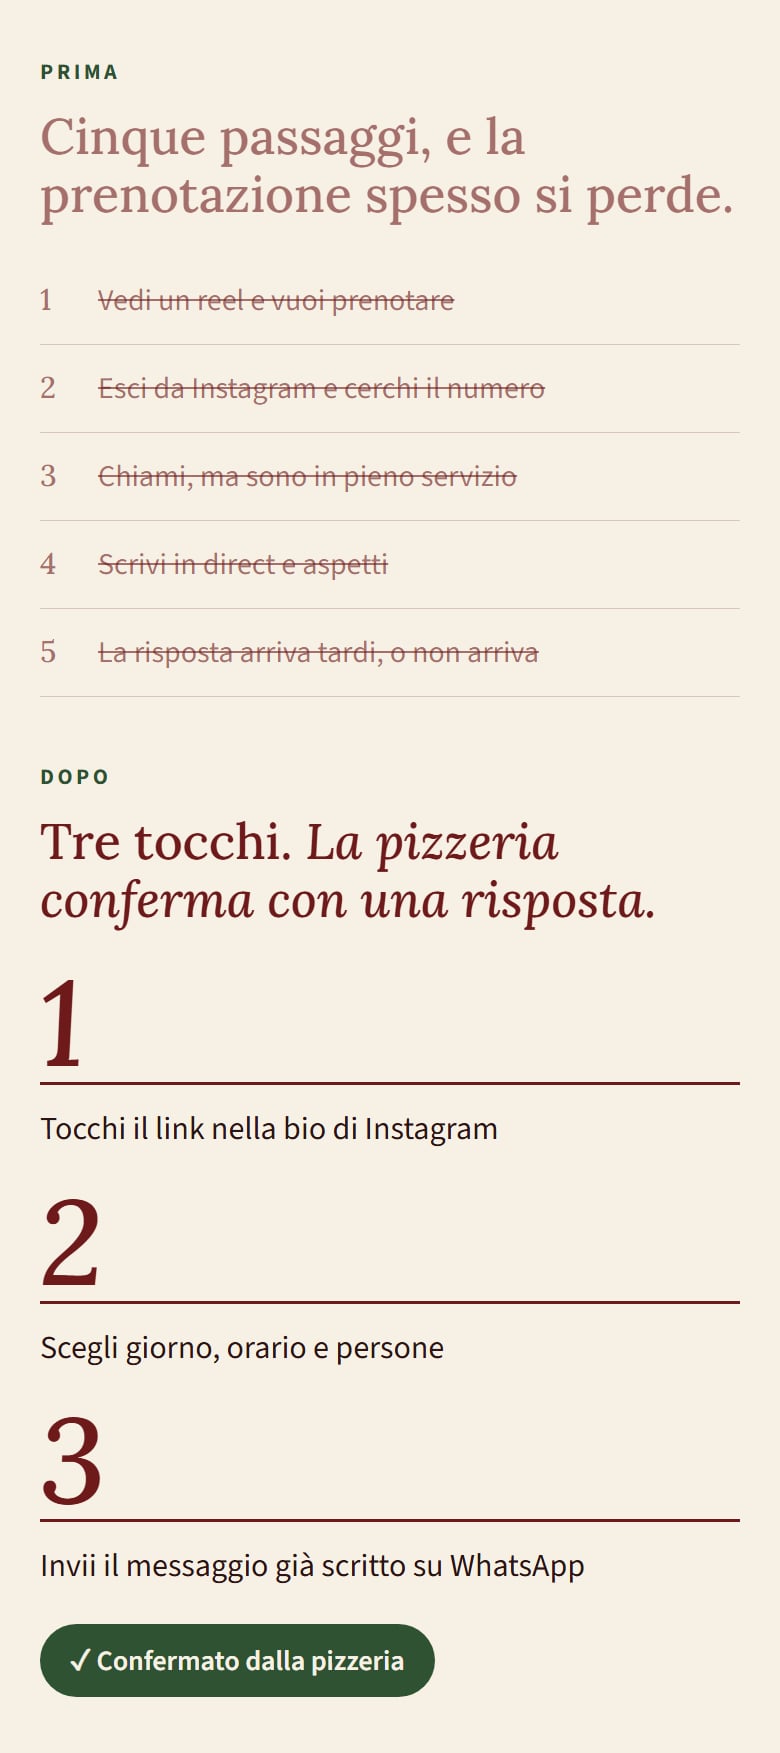 PRIMA
Cinque passaggi, e la
prenotazione spesso si perde.
1 Vedi un reel e vuoi prenotare
2 Esci da Instagram e cerchi il numero
3 Chiami, ma sono in pieno servizio
4 Scrivi in direct e aspetti
5 La risposta arriva tardi, o non arriva
DOPO
Tre tocchi. La pizzeria
conferma con una risposta.
1
Tocchi il link nella bio di Instagram
2
Scegli giorno, orario e persone
3
Invii il messaggio già scritto su WhatsApp
✓ Confermato dalla pizzeria